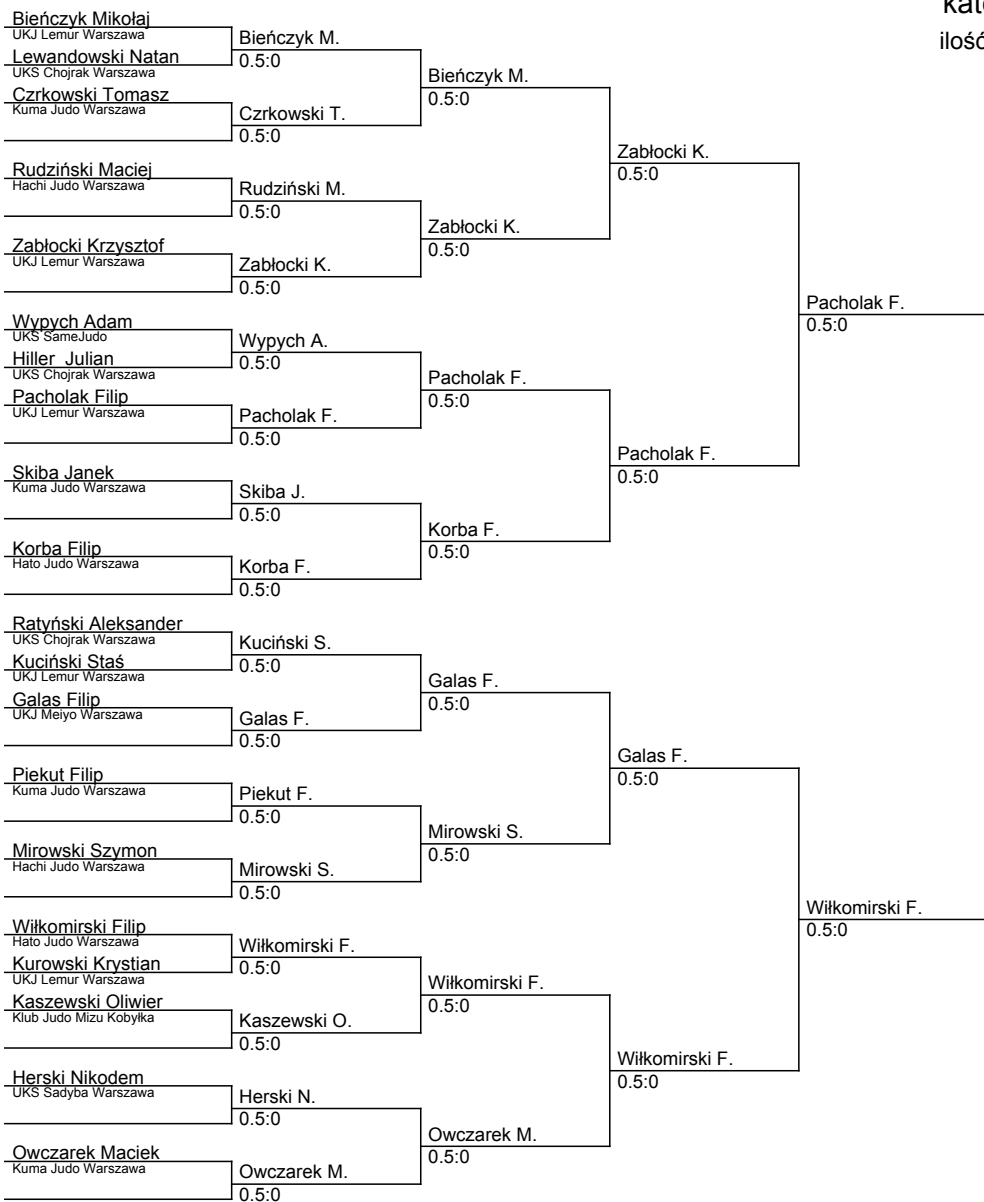 kat
ilość
Bieńczyk Mikołaj
UKJ Lemur Warszawa
Lewandowski Natan
UKS Chojrak Warszawa
Czrkowski Tomasz
Kuma Judo Warszawa
Rudziński Maciej
Hachi Judo Warszawa
Zabłocki Krzysztof
UKJ Lemur Warszawa
Wypych Adam
UKS SameJudo
Hiller Julian
UKS Chojrak Warszawa
Pacholak Filip
UKJ Lemur Warszawa
Skiba Janek
Kuma Judo Warszawa
Korba Filip
Hato Judo Warszawa
Ratyński Aleksander
UKS Chojrak Warszawa
Kuciński Staś
UKJ Lemur Warszawa
Galas Filip
UKJ Meiyo Warszawa
Piekut Filip
Kuma Judo Warszawa
Mirowski Szymon
Hachi Judo Warszawa
Wiłkomirski Filip
Hato Judo Warszawa
Kurowski Krystian
UKJ Lemur Warszawa
Kaszewski Oliwier
Klub Judo Mizu Kobyłka
Herski Nikodem
UKS Sadyba Warszawa
Owczarek Maciek
Kuma Judo Warszawa
Bieńczyk M.
0.5:0
Czrkowski T.
0.5:0
Rudziński M.
0.5:0
Zabłocki K.
0.5:0
Wypych A.
0.5:0
Pacholak F.
0.5:0
Skiba J.
0.5:0
Korba F.
0.5:0
Kuciński S.
0.5:0
Galas F.
0.5:0
Piekut F.
0.5:0
Mirowski S.
0.5:0
Wiłkomirski F.
0.5:0
Kaszewski O.
0.5:0
Herski N.
0.5:0
Owczarek M.
0.5:0
Bieńczyk M.
0.5:0
Zabłocki K.
0.5:0
Pacholak F.
0.5:0
Korba F.
0.5:0
Galas F.
0.5:0
Mirowski S.
0.5:0
Wiłkomirski F.
0.5:0
Owczarek M.
0.5:0
Zabłocki K.
0.5:0
Pacholak F.
0.5:0
Galas F.
0.5:0
Wiłkomirski F.
0.5:0
Pacholak F.
0.5:0
Wiłkomirski F.
0.5:0